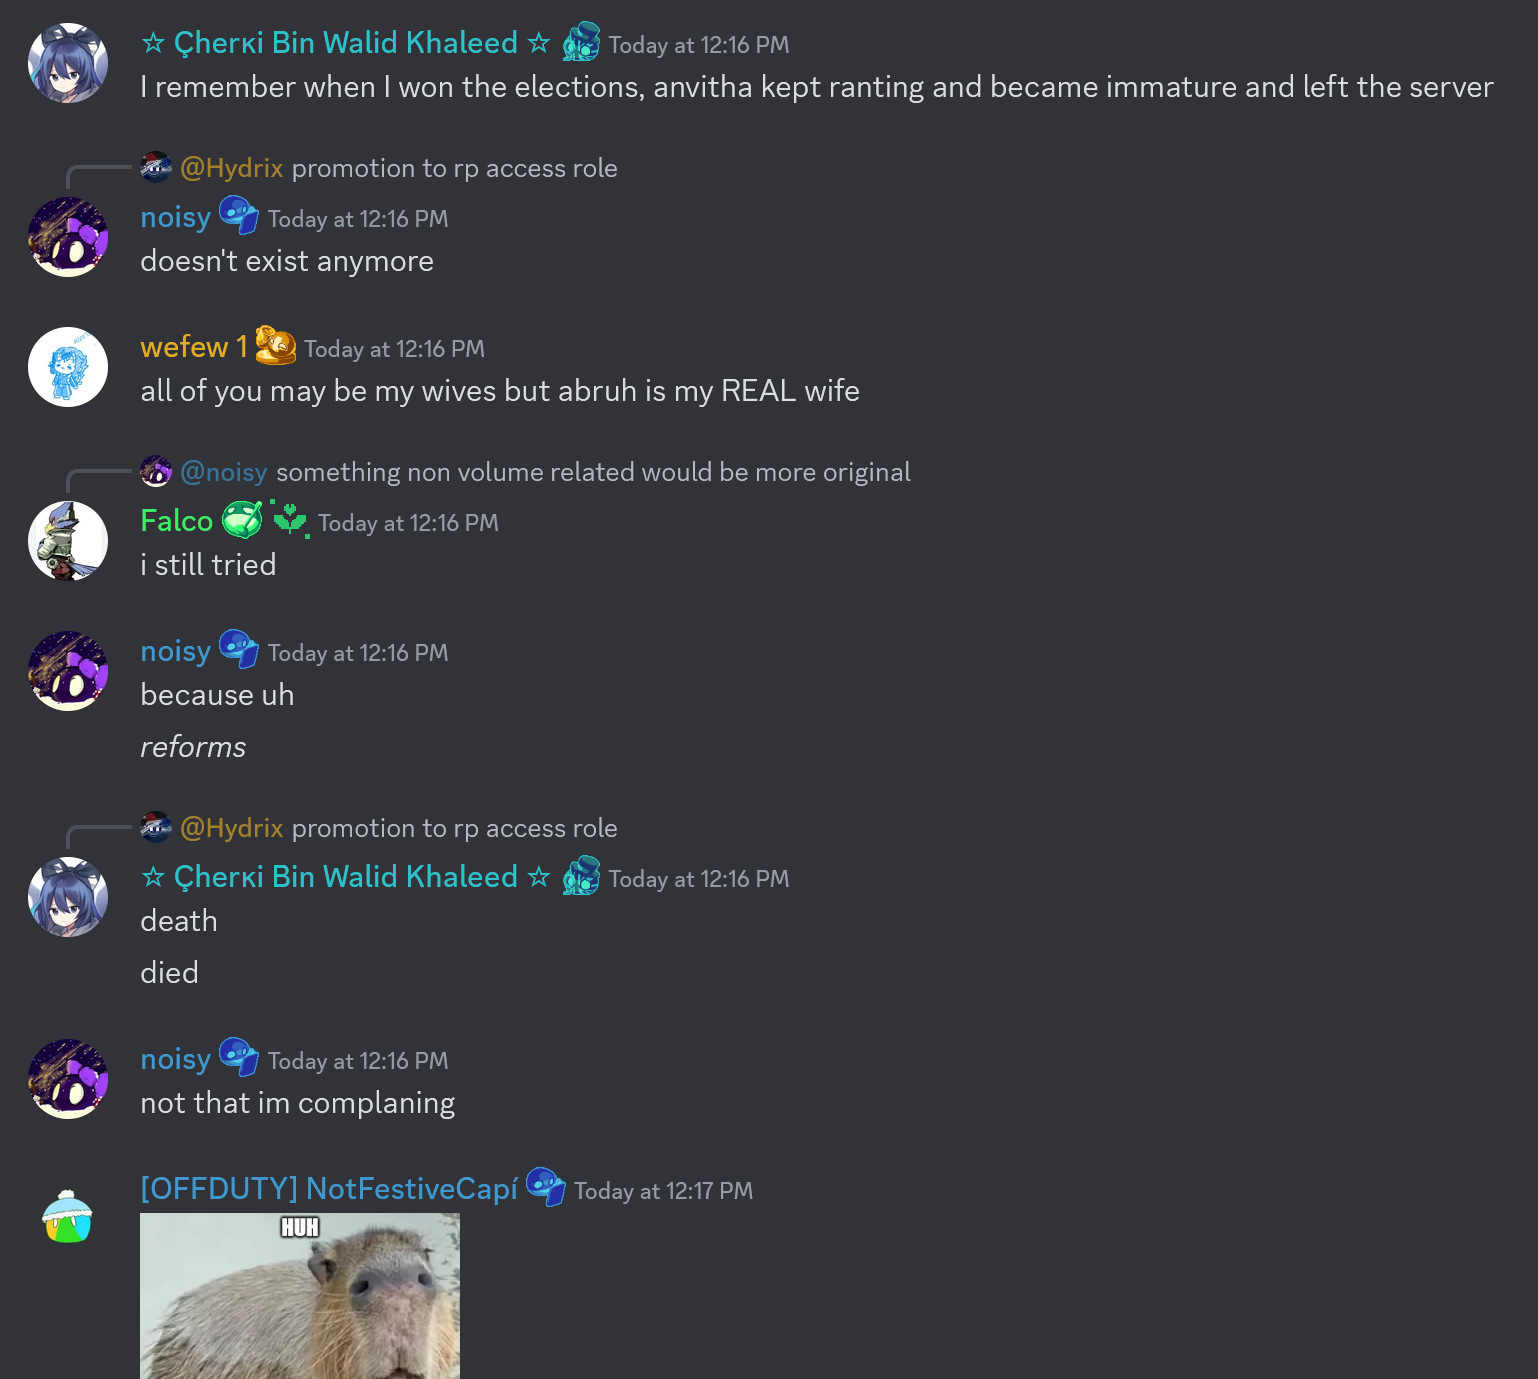 ☆ Çherкi Bin Walid Khaleed ☆ Today at 12:16 PM
I remember when I won the elections, anvitha kept ranting and became immature and left the server
@Hydrix promotion to rp access role
noisy Today at 12:16 PM
doesn't exist anymore
wefew 1 Today at 12:16 PM
all of you may be my wives but abruh is my REAL wife
@noisy something non volume related would be more original
Falco Today at 12:16 PM
i still tried
noisy Today at 12:16 PM
because uh
reforms
@Hydrix promotion to rp access role
☆ Çherкi Bin Walid Khaleed ☆ Today at 12:16 PM
death
died
noisy Today at 12:16 PM
not that im complaning
[OFFDUTY] NotFestiveCapí Today at 12:17 PM
HUH